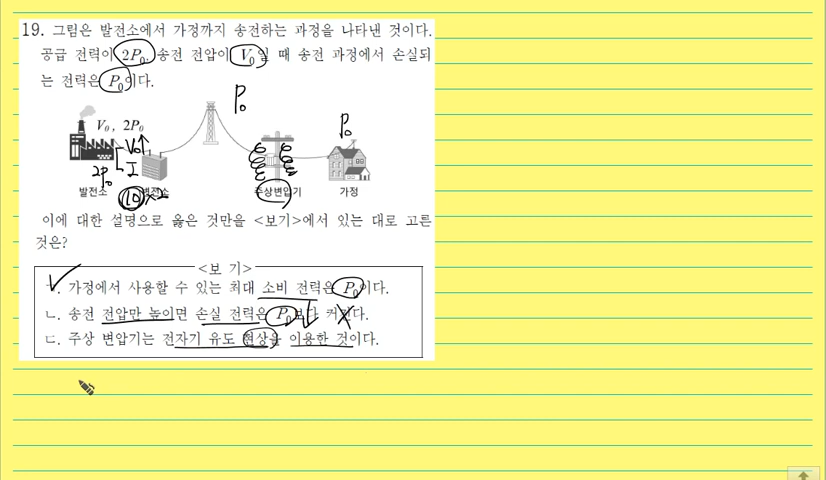 19. 그림은 발전소에서 가정까지 송전하는 과정을 나타낸 것이다.
공급 전력이 2P₀, 송전 전압이 V₀일 때 송전 과정에서 손실되
는 전력은 P₀이다.
P₀
P₀
V₀, 2P₀
V₀↑
I
2P₀
10×2
발전소 변전소 주상변압기 가정
이에 대한 설명으로 옳은 것만을 <보기>에서 있는 대로 고른
것은?
<보 기>
ㄱ. 가정에서 사용할 수 있는 최대 소비 전력은 P₀이다.
ㄴ. 송전 전압만 높이면 손실 전력은 P₀보다 커진다.
ㄷ. 주상 변압기는 전자기 유도 현상을 이용한 것이다.